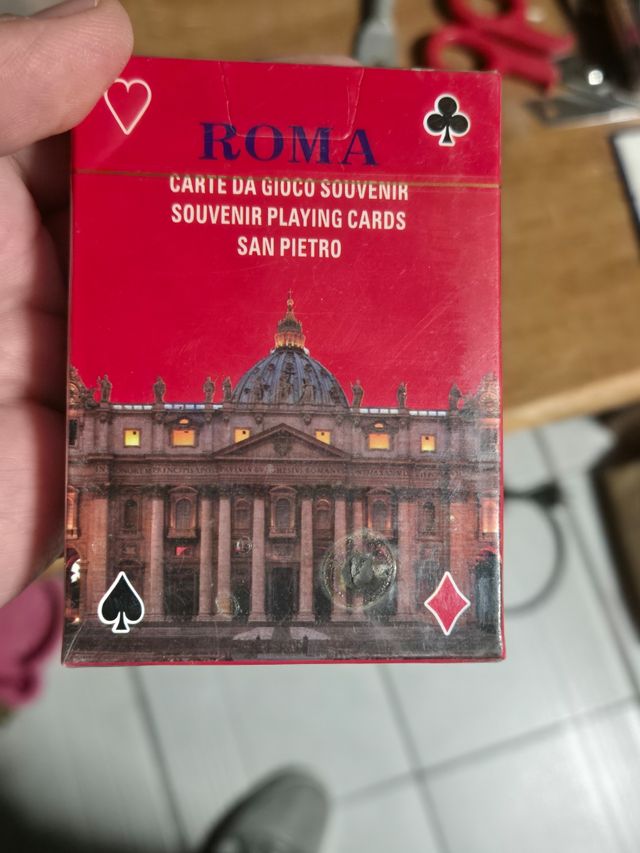 ROMA
CARTE DA GIOCO SOUVENIR
SOUVENIR PLAYING CARDS
SAN PIETRO